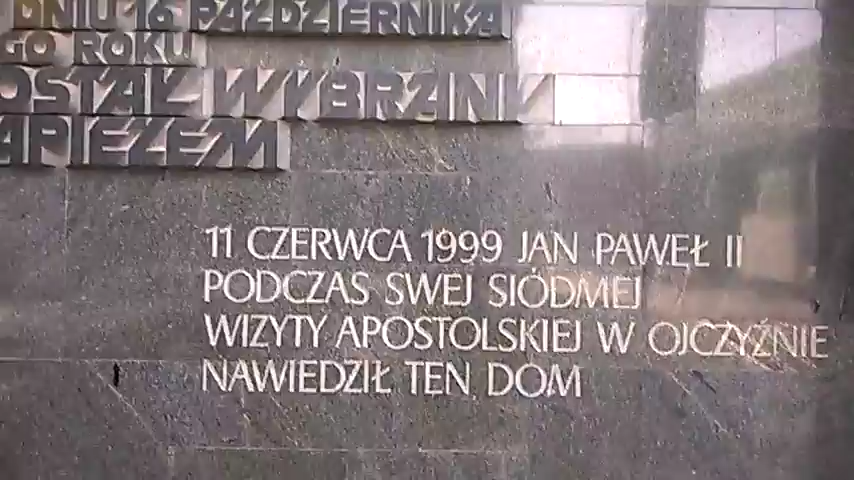 DNIU 16 PAŹDZIERNIKA
GO ROKU
OSTAŁ WYBRANY
APIEŻEM
11 CZERWCA 1999 JAN PAWEŁ II
PODCZAS SWEJ SIÓDMEJ
WIZYTY APOSTOLSKIEJ W OJCZYŹNIE
NAWIEDZIŁ TEN DOM